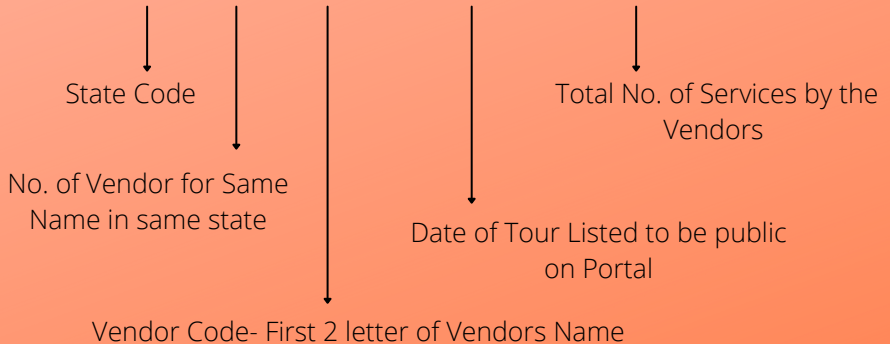 State Code
Total No. of Services by the
Vendors
No. of Vendor for Same
Name in same state
Date of Tour Listed to be public
on Portal
Vendor Code- First 2 letter of Vendors Name